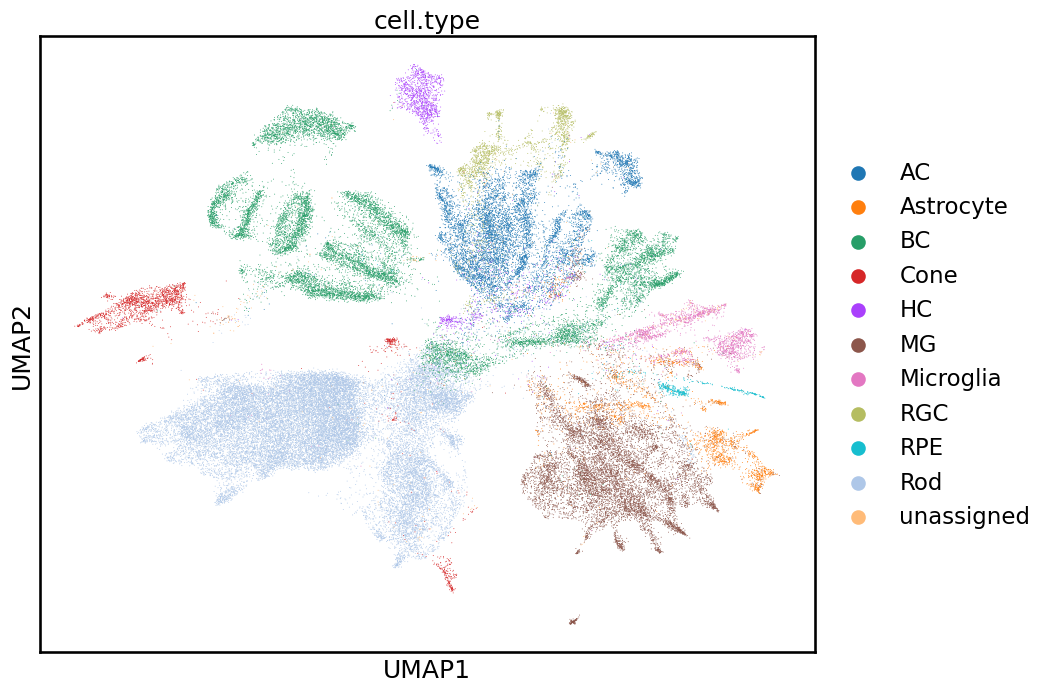 cell.type
UMAP2
UMAP1
AC
Astrocyte
BC
Cone
HC
MG
Microglia
RGC
RPE
Rod
unassigned